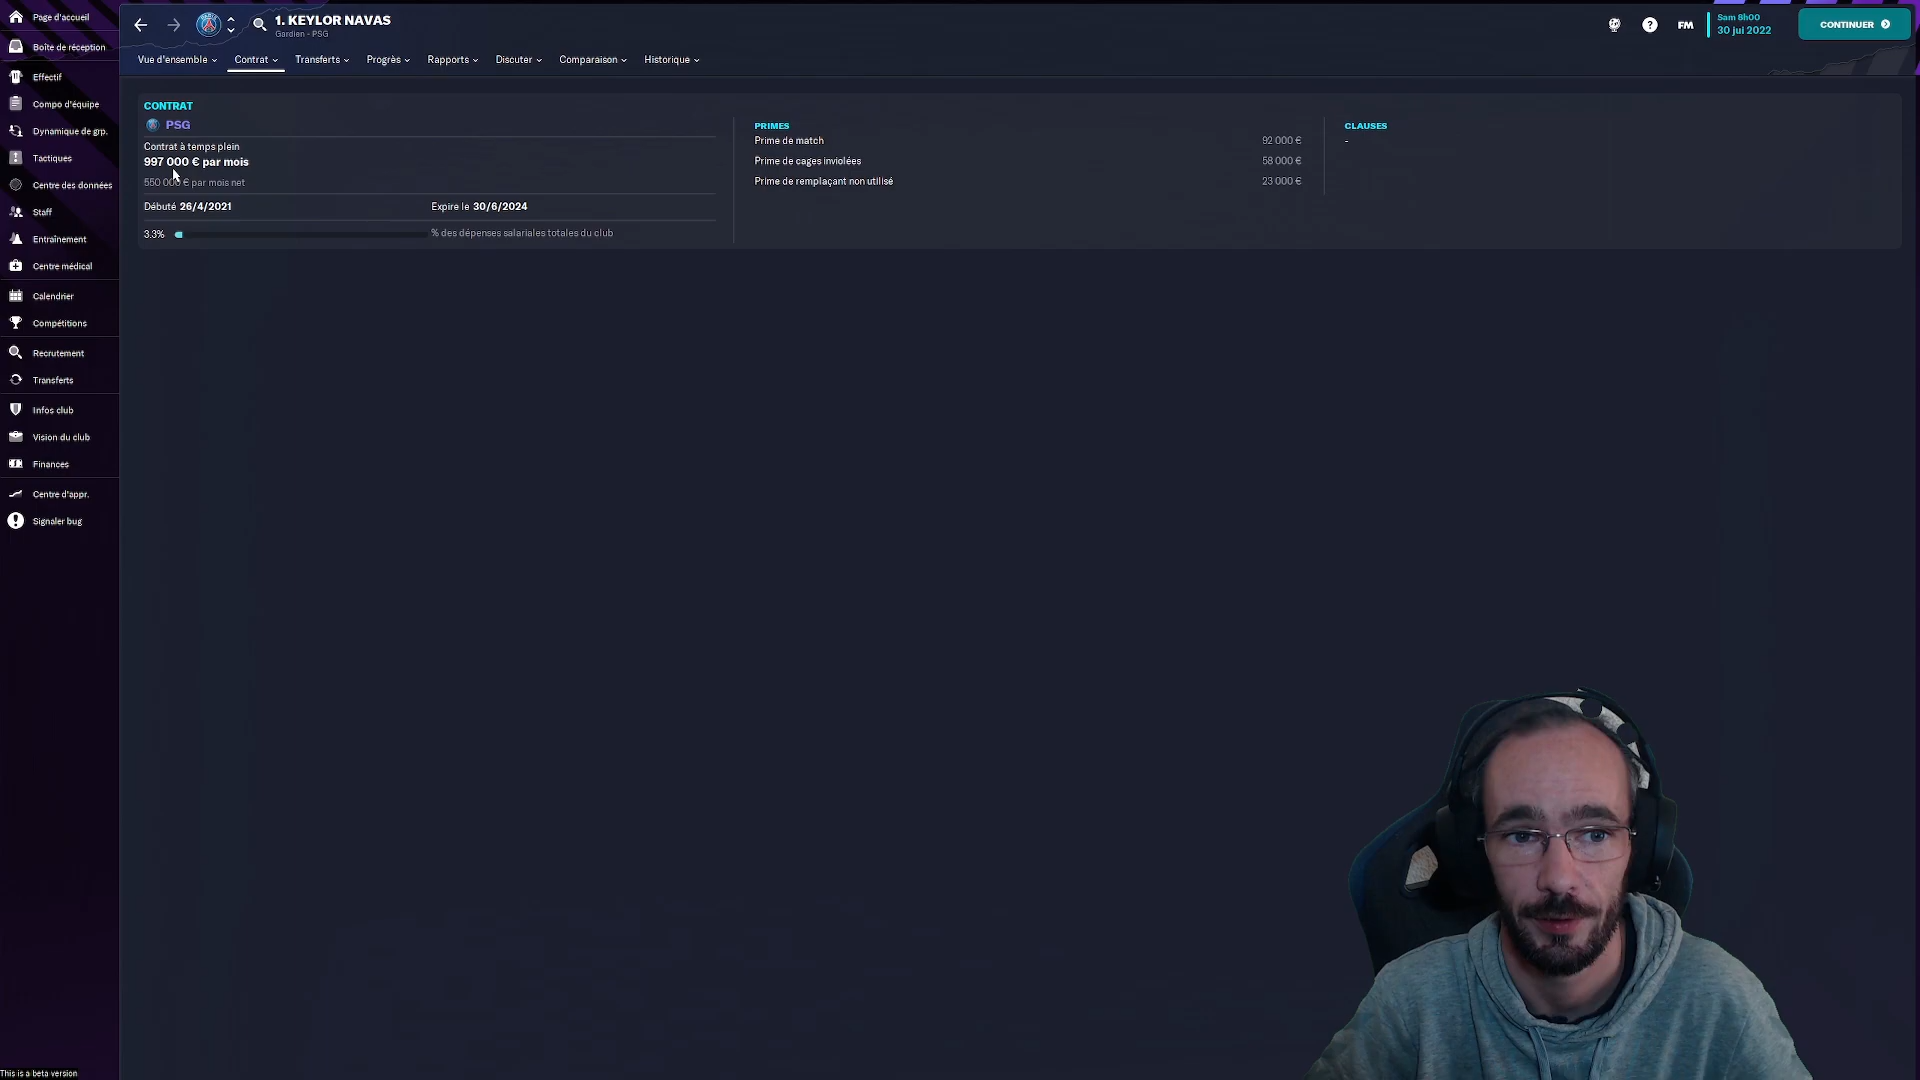 Page d'accueil
Boîte de réception
Effectif
Compo d'équipe
Dynamique de grp.
Tactiques
Centre des données
Staff
Entraînement
Centre médical
Calendrier
Compétitions
Recrutement
Transferts
Infos club
Vision du club
Finances
Centre d'appr.
Signaler bug
This is a beta version
1. KEYLOR NAVAS
Gardien - PSG
FM
Sam 8h00
30 jui 2022
CONTINUER
Vue d'ensemble Contrat Transferts Progrès Rapports Discuter Comparaison Historique
CONTRAT
PSG
Contrat à temps plein
997 000 € par mois
550 000 € par mois net
Débuté 26/4/2021 Expire le 30/6/2024
3.3% % des dépenses salariales totales du club
PRIMES
Prime de match 92 000 €
Prime de cages inviolées 58 000 €
Prime de remplaçant non utilisé 23 000 €
CLAUSES
-